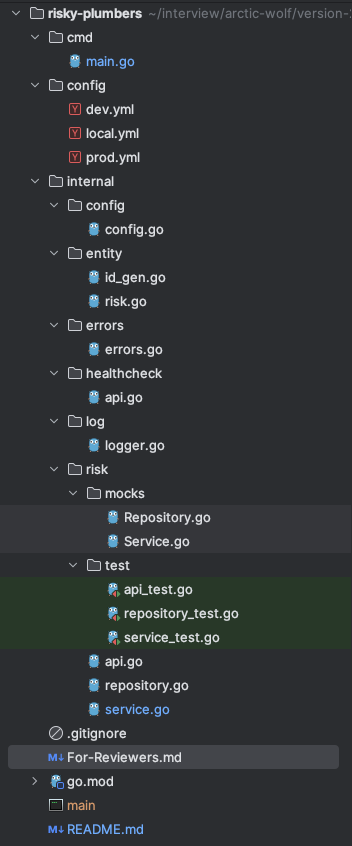 risky-plumbers ~/interview/arctic-wolf/version-
cmd
main.go
config
dev.yml
local.yml
prod.yml
internal
config
config.go
entity
id_gen.go
risk.go
errors
errors.go
healthcheck
api.go
log
logger.go
risk
mocks
Repository.go
Service.go
test
api_test.go
repository_test.go
service_test.go
api.go
repository.go
service.go
.gitignore
For-Reviewers.md
go.mod
main
README.md